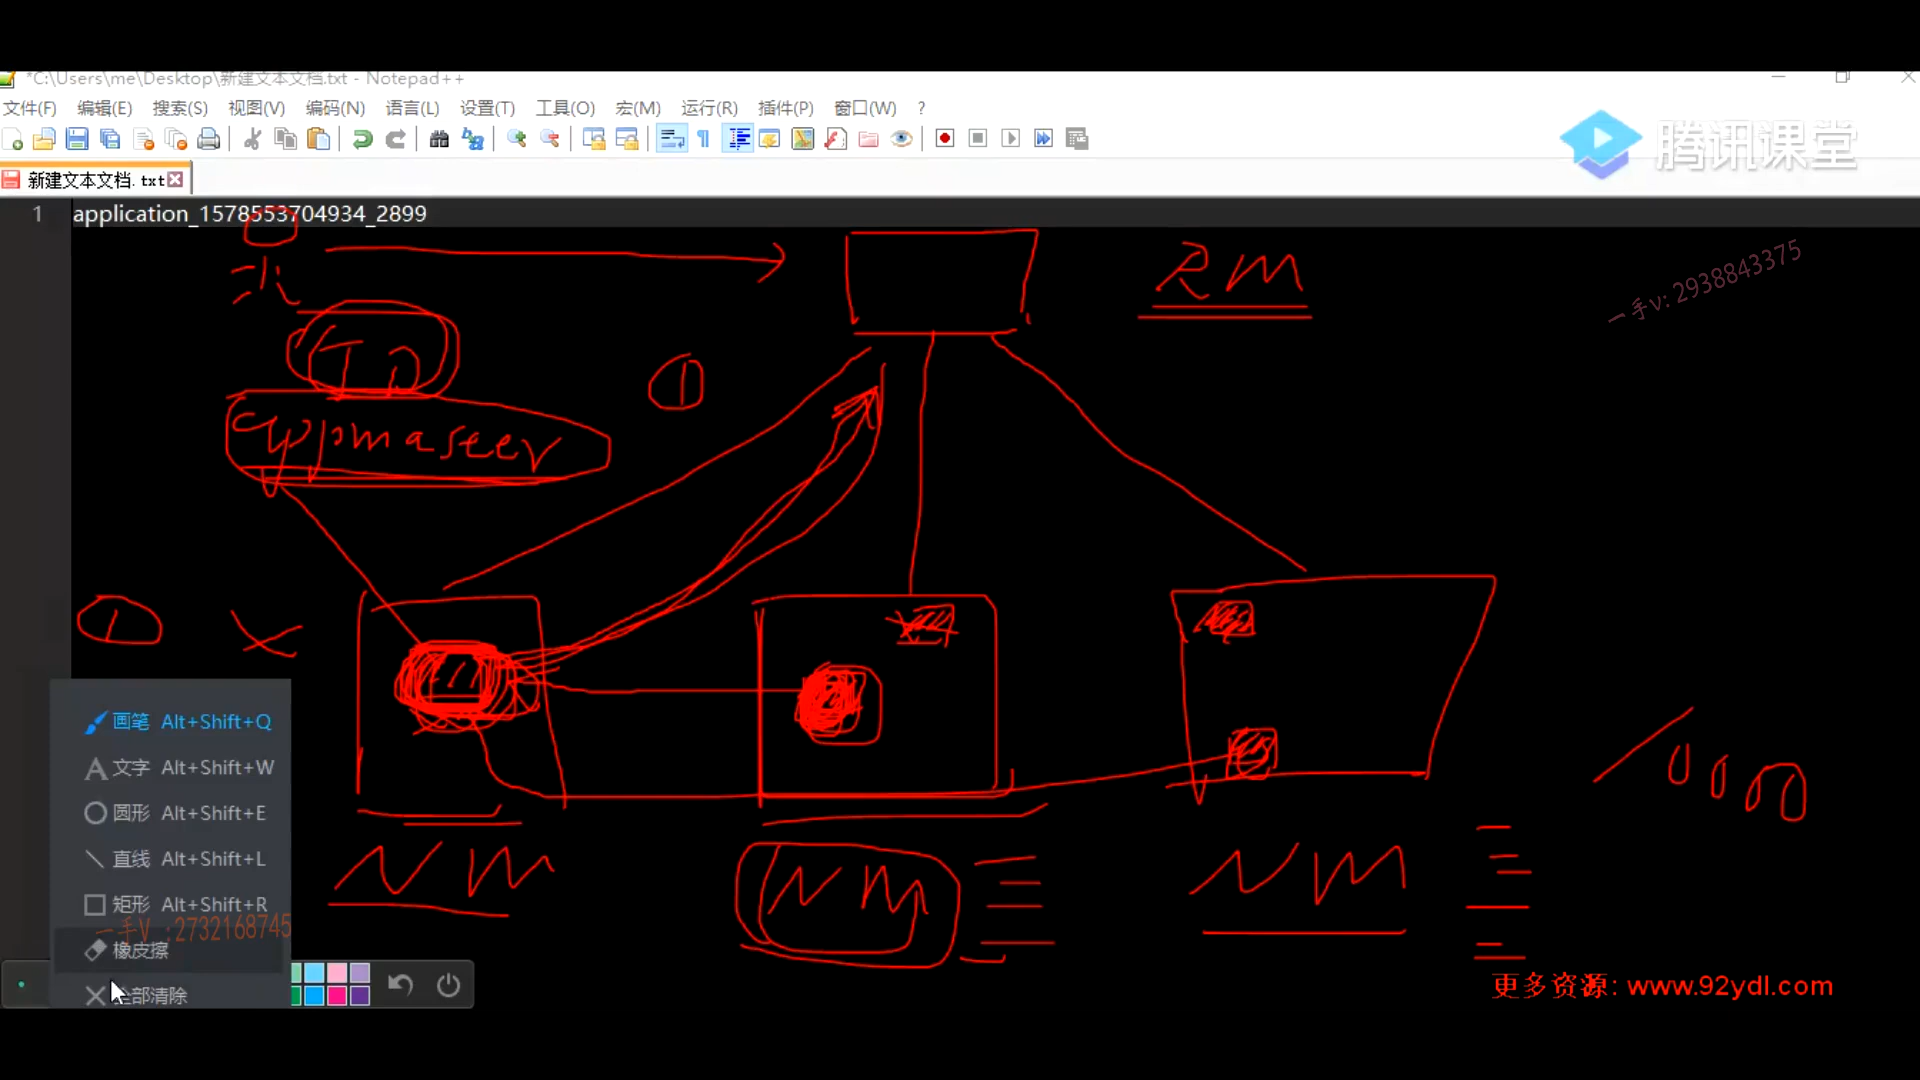 *C:\Users\me\Desktop\新建文本文档.txt - Notepad++
文件(F) 编辑(E) 搜索(S) 视图(V) 编码(N) 语言(L) 设置(T) 工具(O) 宏(M) 运行(R) 插件(P) 窗口(W) ?
腾讯课堂
新建文本文档.txt
1 application_1578553704934_2899
RM
一手v:2938843375
①
appmaster
①
画笔 Alt+Shift+Q
文字 Alt+Shift+W
圆形 Alt+Shift+E
直线 Alt+Shift+L
矩形 Alt+Shift+R
一手V :2732168745
橡皮擦
全部清除
NM
NM
NM
更多资源: www.92ydl.com